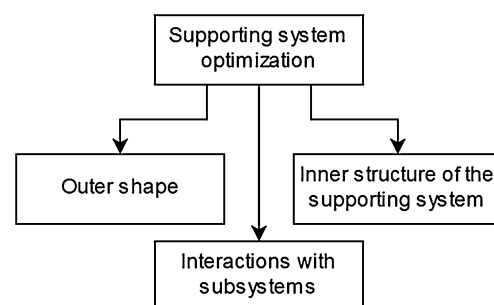 Supporting system
optimization
Outer shape
Inner structure of the
supporting system
Interactions with
subsystems